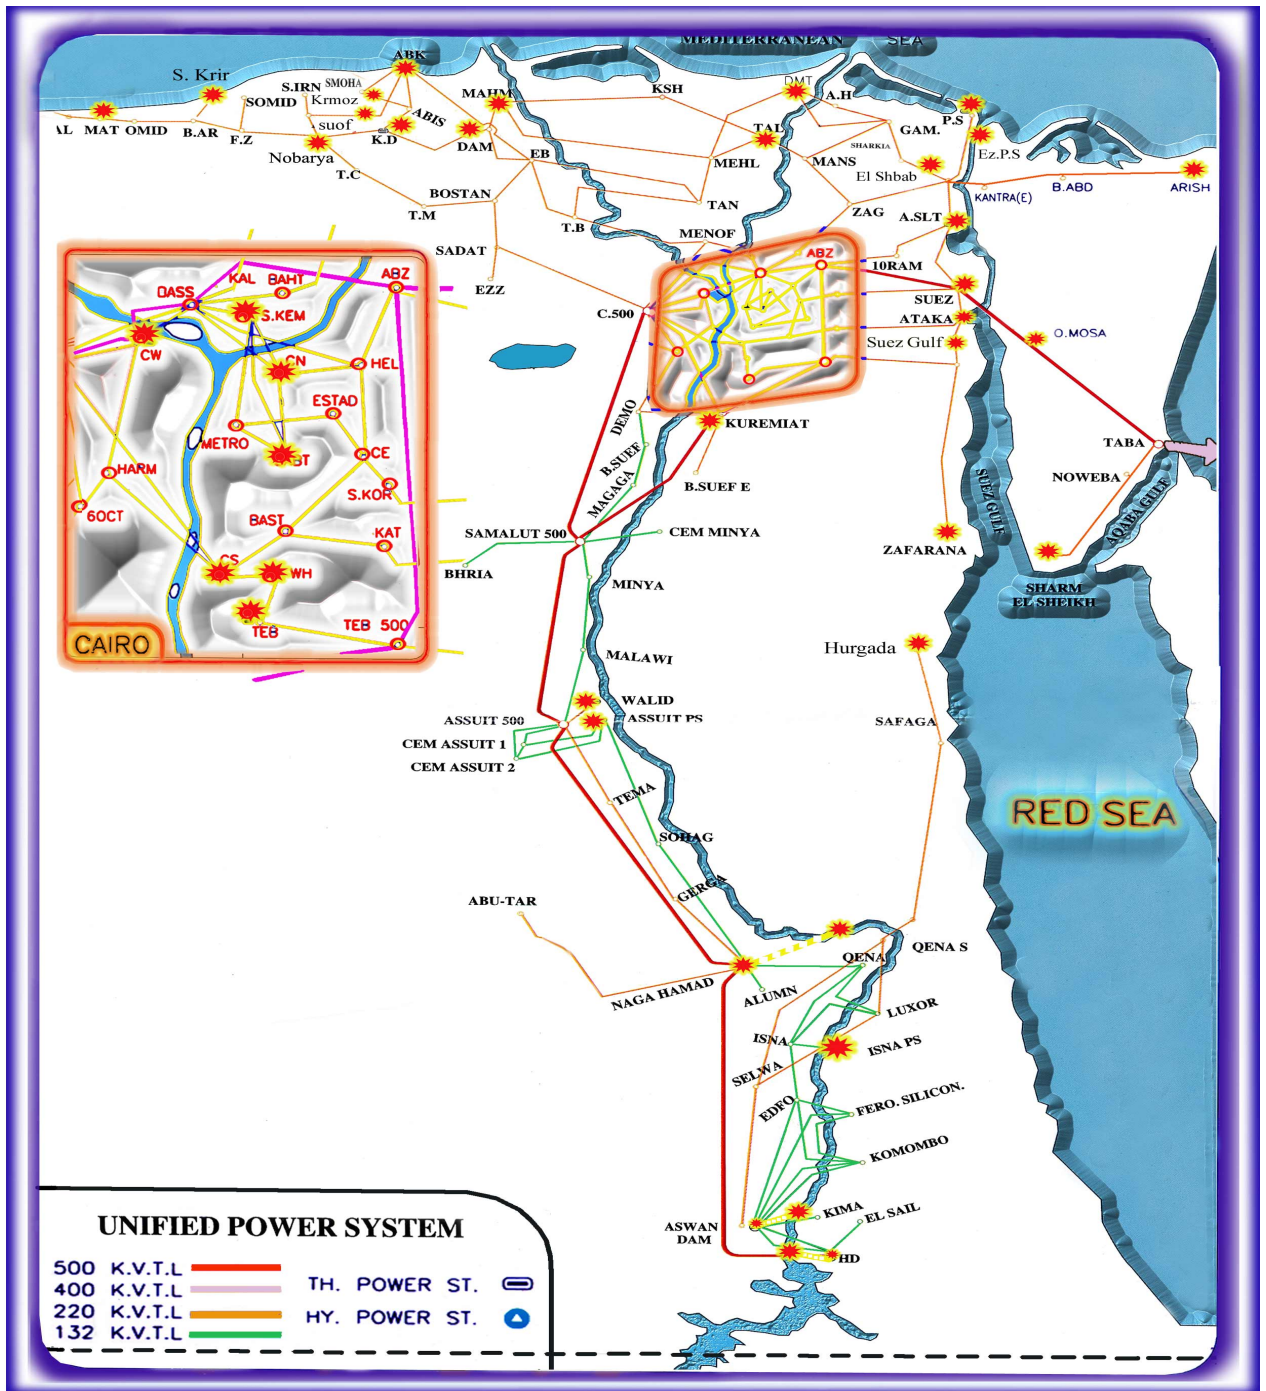 MEDITERRANEAN SEA
ABK
S. Krir
S.IRN
SMOHA
Krmoz
SOMID
MAHM
KSH
DMT
A.H
P.S
AL
MAT
OMID
B.AR
F.Z
suof
K.D
ABIS
DAM
TAL
GAM.
Ez.P.S
Nobarya
EB
MEHL
MANS
SHARKIA
El Shbab
T.C
BOSTAN
B.ABD
ARISH
KANTRA(E)
T.M
TAN
ZAG
A.SLT
T.B
MENOF
SADAT
ABZ
10RAM
EZZ
SUEZ
C.500
ATAKA
O.MOSA
Suez Gulf
KAL
BAHT
ABZ
BASS
S.KEM
CW
CN
HEL
ESTAD
METRO
CE
HARM
S.KOR
6OCT
BAST
KAT
CS
WH
TEB
TEB 500
CAIRO
DEMO
KUREMIAT
TABA
B.SUEF
NOWEBA
B.SUEF E
MAGAGA
SUEZ GULF
AQABA GULF
SAMALUT 500
CEM MINYA
ZAFARANA
BHRIA
MINYA
SHARM
EL SHEIKH
MALAWI
Hurgada
WALID
ASSUIT 500
ASSUIT PS
SAFAGA
CEM ASSUIT 1
CEM ASSUIT 2
TEMA
RED SEA
SOHAG
GERGA
ABU-TAR
QENA S
QENA
NAGA HAMAD
ALUMN
LUXOR
ISNA
ISNA PS
SELWA
EDFO
FERO. SILICON.
KOMOMBO
KIMA
EL SAIL
ASWAN
DAM
HD
UNIFIED POWER SYSTEM
500 K.V.T.L
400 K.V.T.L
220 K.V.T.L
132 K.V.T.L
TH. POWER ST.
HY. POWER ST.